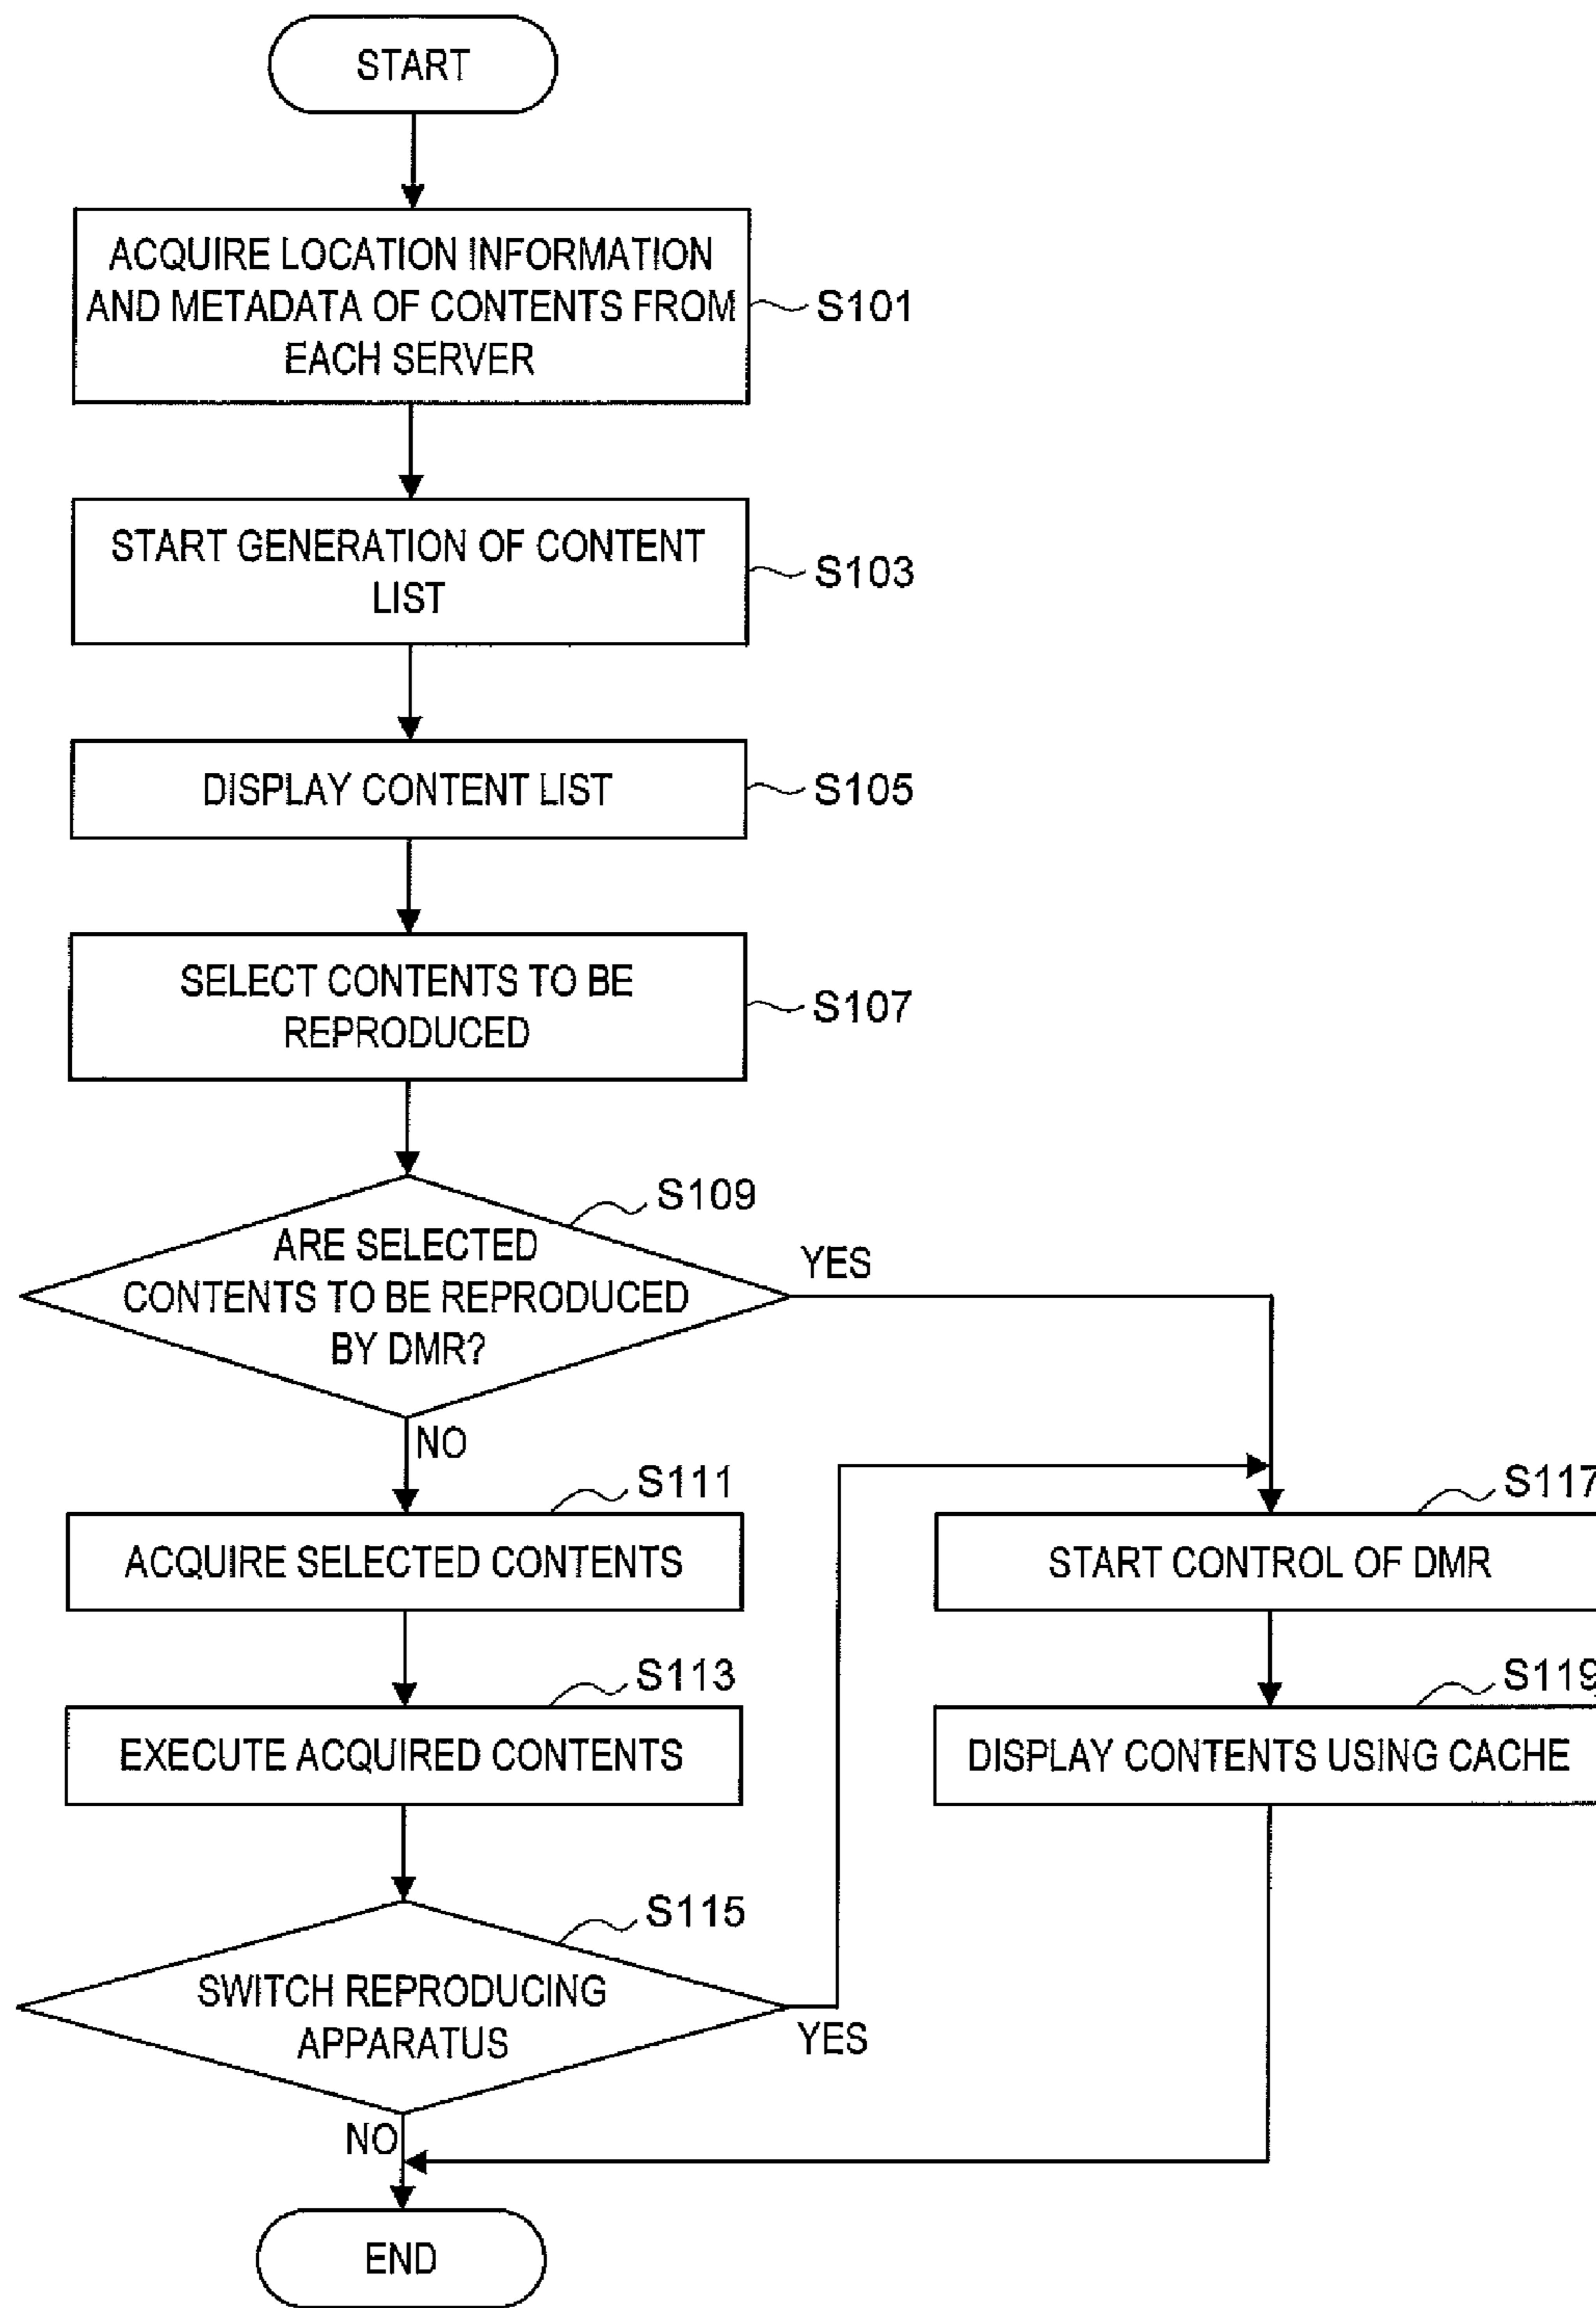 START
ACQUIRE LOCATION INFORMATION
AND METADATA OF CONTENTS FROM
EACH SERVER
S101
START GENERATION OF CONTENT
LIST
S103
DISPLAY CONTENT LIST
S105
SELECT CONTENTS TO BE
REPRODUCED
S107
S109
ARE SELECTED
CONTENTS TO BE REPRODUCED
BY DMR?
YES
NO
S111
ACQUIRE SELECTED CONTENTS
S117
START CONTROL OF DMR
S113
EXECUTE ACQUIRED CONTENTS
S119
DISPLAY CONTENTS USING CACHE
S115
SWITCH REPRODUCING
APPARATUS
YES
NO
END